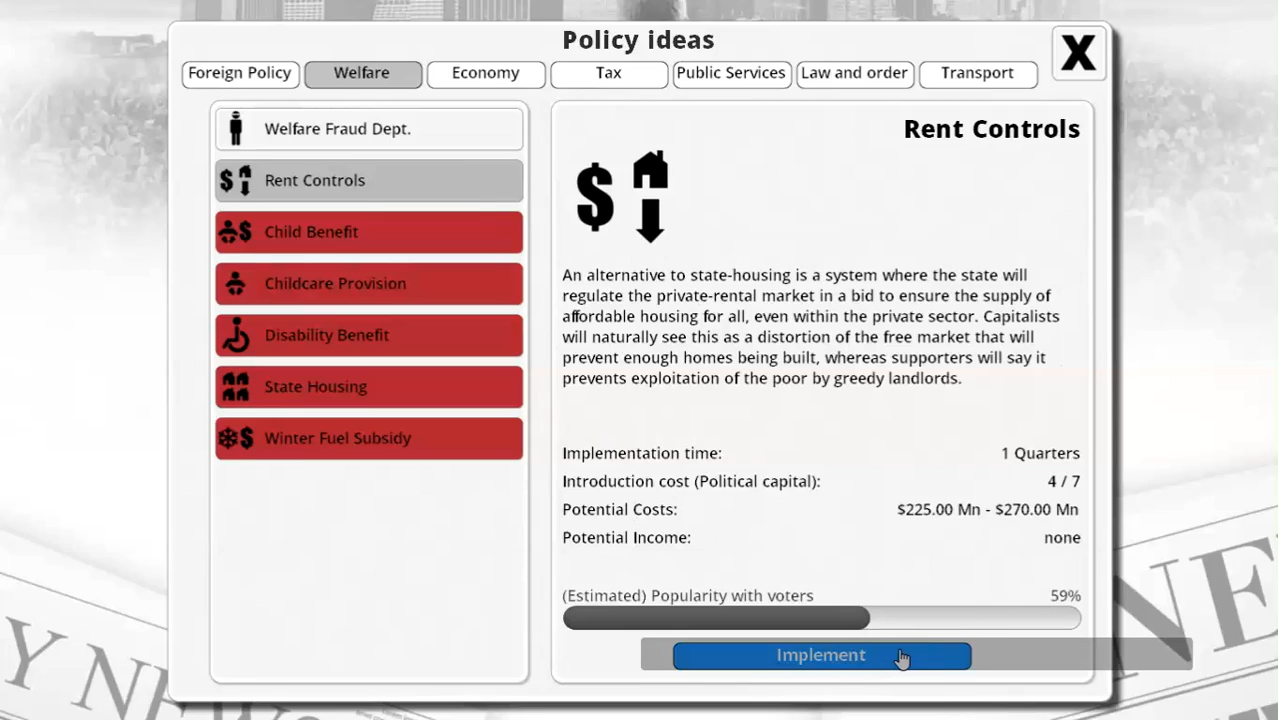 Policy ideas
X
Foreign Policy
Welfare
Economy
Tax
Public Services
Law and order
Transport
Welfare Fraud Dept.
Rent Controls
Child Benefit
Childcare Provision
Disability Benefit
State Housing
Winter Fuel Subsidy
Rent Controls
$
An alternative to state-housing is a system where the state will
regulate the private-rental market in a bid to ensure the supply of
affordable housing for all, even within the private sector. Capitalists
will naturally see this as a distortion of the free market that will
prevent enough homes being built, whereas supporters will say it
prevents exploitation of the poor by greedy landlords.
Implementation time: 1 Quarters
Introduction cost (Political capital): 4 / 7
Potential Costs: $225.00 Mn - $270.00 Mn
Potential Income: none
(Estimated) Popularity with voters 59%
Implement